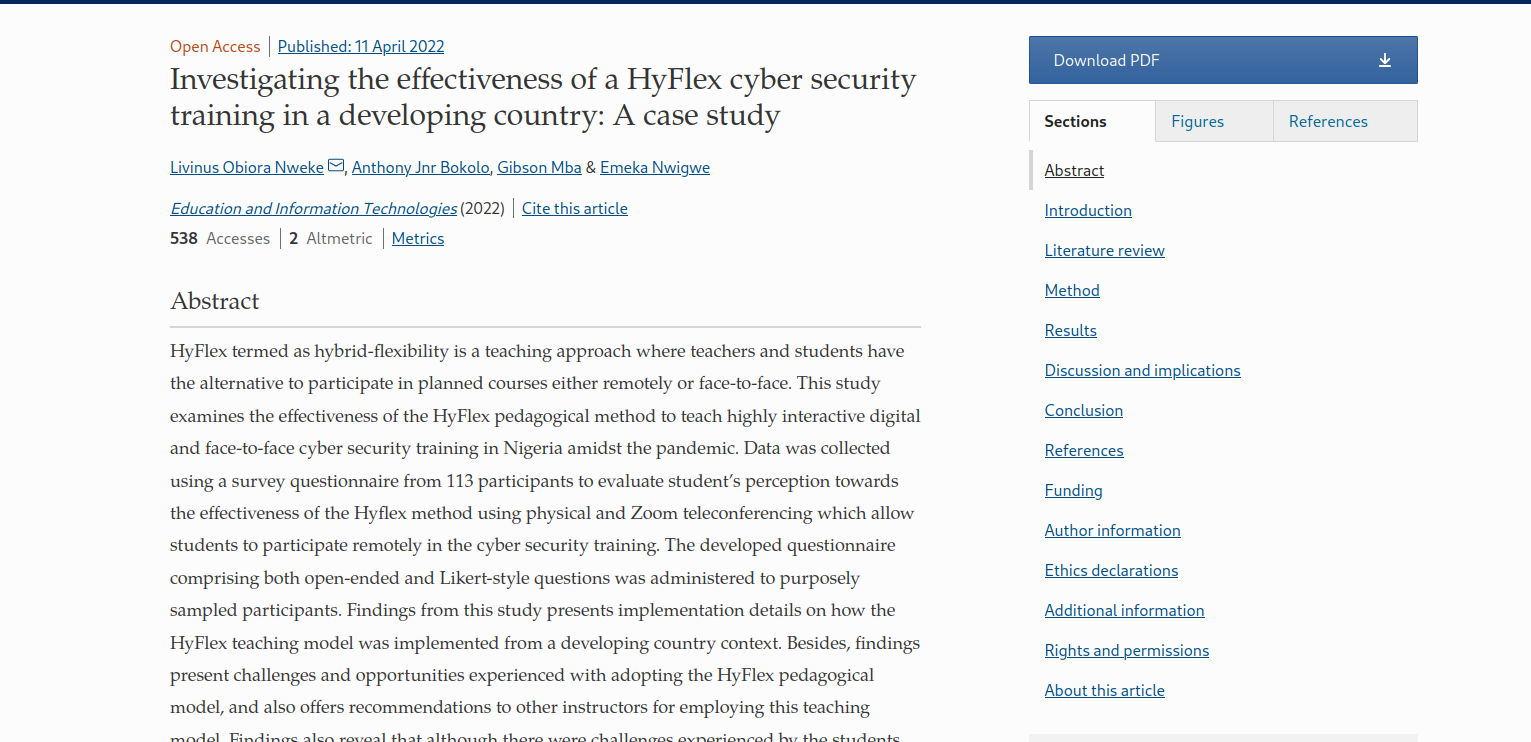 Open Access | Published: 11 April 2022
Investigating the effectiveness of a HyFlex cyber security
training in a developing country: A case study
Livinus Obiora Nweke, Anthony Jnr Bokolo, Gibson Mba & Emeka Nwigwe
Education and Information Technologies (2022) | Cite this article
538 Accesses | 2 Altmetric | Metrics
Abstract
HyFlex termed as hybrid-flexibility is a teaching approach where teachers and students have
the alternative to participate in planned courses either remotely or face-to-face. This study
examines the effectiveness of the HyFlex pedagogical method to teach highly interactive digital
and face-to-face cyber security training in Nigeria amidst the pandemic. Data was collected
using a survey questionnaire from 113 participants to evaluate student’s perception towards
the effectiveness of the Hyflex method using physical and Zoom teleconferencing which allow
students to participate remotely in the cyber security training. The developed questionnaire
comprising both open-ended and Likert-style questions was administered to purposely
sampled participants. Findings from this study presents implementation details on how the
HyFlex teaching model was implemented from a developing country context. Besides, findings
present challenges and opportunities experienced with adopting the HyFlex pedagogical
model, and also offers recommendations to other instructors for employing this teaching
model. Findings also reveal that although there were challenges experienced by the students
Download PDF
Sections
Figures
References
Abstract
Introduction
Literature review
Method
Results
Discussion and implications
Conclusion
References
Funding
Author information
Ethics declarations
Additional information
Rights and permissions
About this article